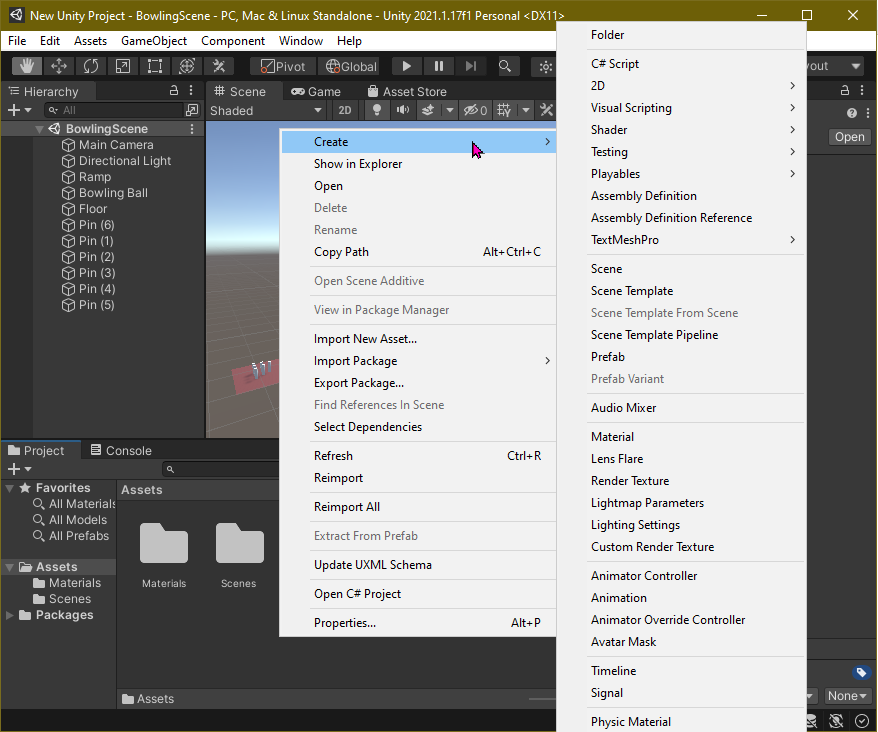 New Unity Project - BowlingScene - PC, Mac & Linux Standalone - Unity 2021.1.17f1 Personal <DX11>
File Edit Assets GameObject Component Window Help
Pivot Global
Hierarchy
All
BowlingScene
Main Camera
Directional Light
Ramp
Bowling Ball
Floor
Pin (6)
Pin (1)
Pin (2)
Pin (3)
Pin (4)
Pin (5)
Scene Game Asset Store
Shaded 2D 0
Create
Show in Explorer
Open
Delete
Rename
Copy Path Alt+Ctrl+C
Open Scene Additive
View in Package Manager
Import New Asset...
Import Package
Export Package...
Find References In Scene
Select Dependencies
Refresh Ctrl+R
Reimport
Reimport All
Extract From Prefab
Update UXML Schema
Open C# Project
Properties... Alt+P
Folder
C# Script
2D
Visual Scripting
Shader
Testing
Playables
Assembly Definition
Assembly Definition Reference
TextMeshPro
Scene
Scene Template
Scene Template From Scene
Scene Template Pipeline
Prefab
Prefab Variant
Audio Mixer
Material
Lens Flare
Render Texture
Lightmap Parameters
Lighting Settings
Custom Render Texture
Animator Controller
Animation
Animator Override Controller
Avatar Mask
Timeline
Signal
Physic Material
yout
Open
Project Console
Favorites
All Materials
All Models
All Prefabs
Assets
Materials
Scenes
Packages
Assets
Materials Scenes
Assets
None